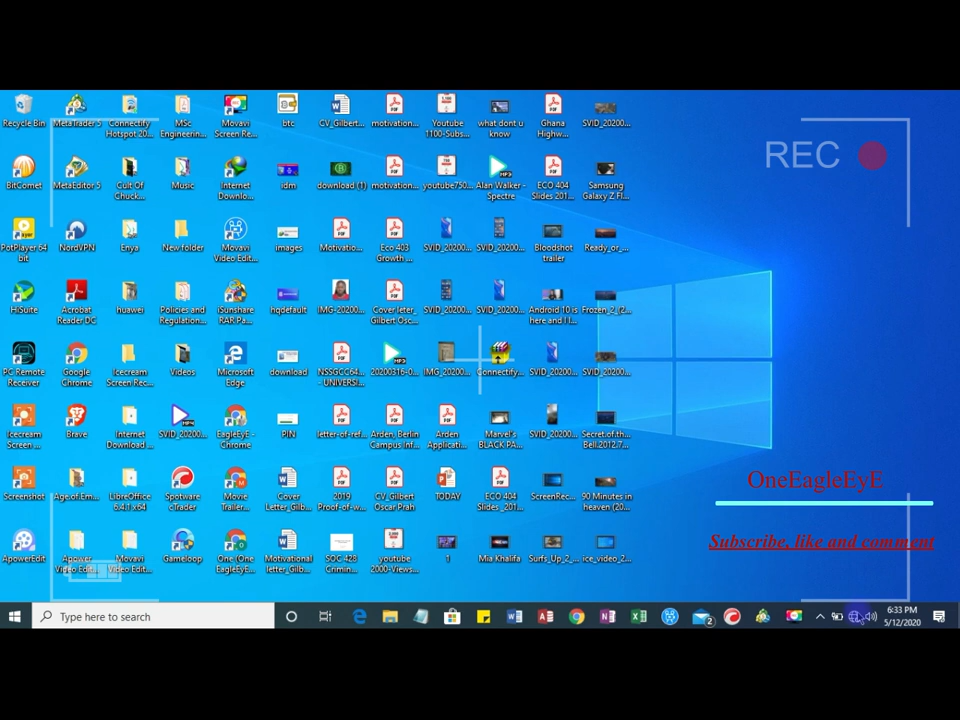 Recycle Bin
MetaTrader 5
Connectify
Hotspot 20...
MSc
Engineerin...
Movavi
Screen Re...
btc
CV_Gilbert...
motivation...
Youtube
1100-Subs...
what dont u
know
Ghana
Highw...
SVID_20200...
REC
BitComet
MetaEditor 5
Cult Of
Chuck...
Music
Internet
Downlo...
idm
download (1)
motivation...
youtube750...
Alan Walker -
Spectre
ECO 404
Slides 201...
Samsung
Galaxy Z Fl...
PotPlayer 64
bit
NordVPN
Enya
New folder
Movavi
Video Edit...
images
Motivatio...
Eco 403
Growth ...
SVID_20200...
SVID_20200...
Bloodshot
trailer
Ready_or_...
HiSuite
Acrobat
Reader DC
huawei
Policies and
Regulation...
iSunshare
RAR Pa...
hqdefault
IMG-20200...
Cover leter_
Gilbert Osc...
SVID_20200...
SVID_20200...
Android 10 is
here and I l...
Frozen_2_(2...
PC Remote
Receiver
Google
Chrome
Icecream
Screen Rec...
Videos
Microsoft
Edge
download
NSSGCC64...
- UNIVERSI...
20200316-0...
IMG_20200...
Connectify...
SVID_20200...
SVID_20200...
Icecream
Screen ...
Brave
Internet
Download ...
SVID_20200...
EagleEyE -
Chrome
PIN
letter-of-ref...
Arden, Berlin
Campus Inf...
Arden
Applicati...
Marvel's
BLACK PA...
SVID_20200...
Secret.of.th...
Bell.2012.7...
Screenshot
Age.of.Em...
LibreOffice
6.4.1 x64
Spotware
cTrader
Movie
Trailer...
Cover
Letter_Gilb...
2019
Proof-of-w...
CV_Gilbert
Oscar Prah
TODAY
ECO 404
Slides _201...
ScreenRec...
90 Minutes in
heaven (20...
OneEagleEyE
ApowerEdit
Apower
Video Edit...
Movavi
Video Edit...
Gameloop
One (One
EagleEyE...
Motivational
letter_Gilb...
SOC 428
Crimin...
youtube
2000-Views...
1
Mia Khalifa
Surfs_Up_2_...
ice_video_2...
Subscribe, like and comment
Type here to search
2
6:33 PM
5/12/2020